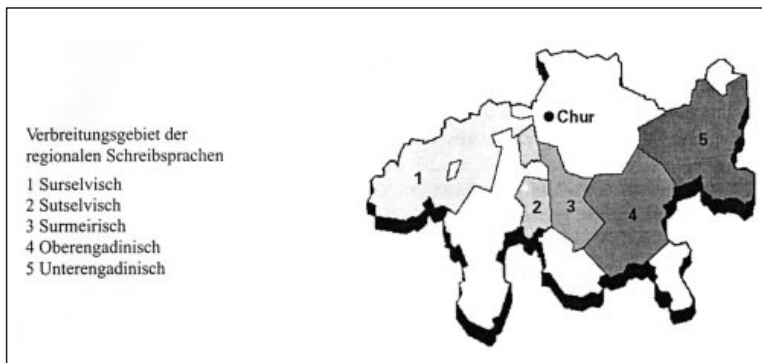 Verbreitungsgebiet der
regionalen Schreibsprachen
1 Surselvisch
2 Sutselvisch
3 Surmeirisch
4 Oberengadinisch
5 Unterengadinisch
Chur
1
2
3
4
5